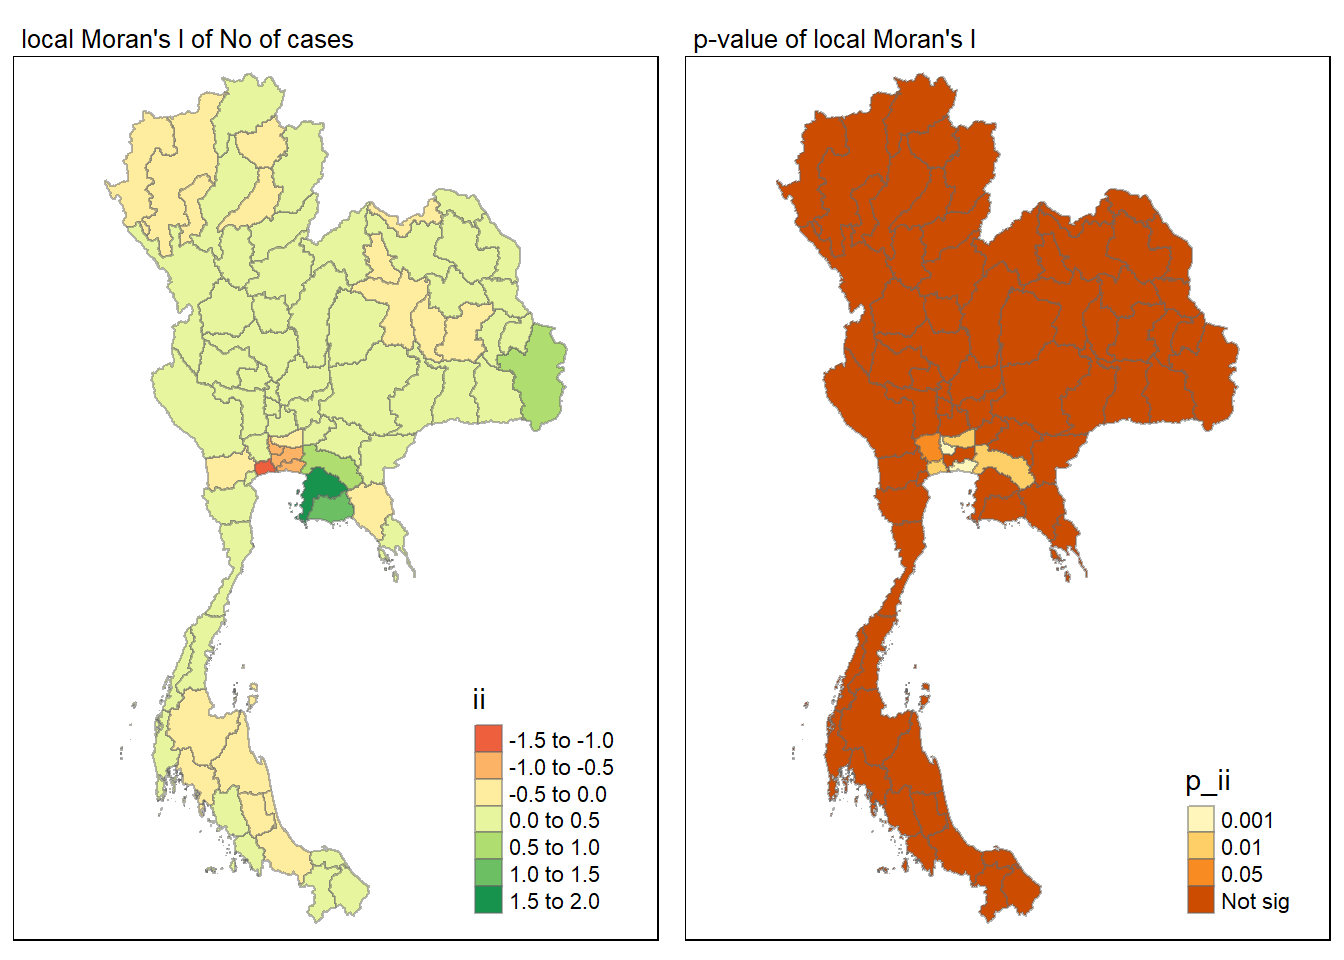 local Moran's I of No of cases
ii
-1.5 to -1.0
-1.0 to -0.5
-0.5 to 0.0
0.0 to 0.5
0.5 to 1.0
1.0 to 1.5
1.5 to 2.0
p-value of local Moran's I
p_ii
0.001
0.01
0.05
Not sig